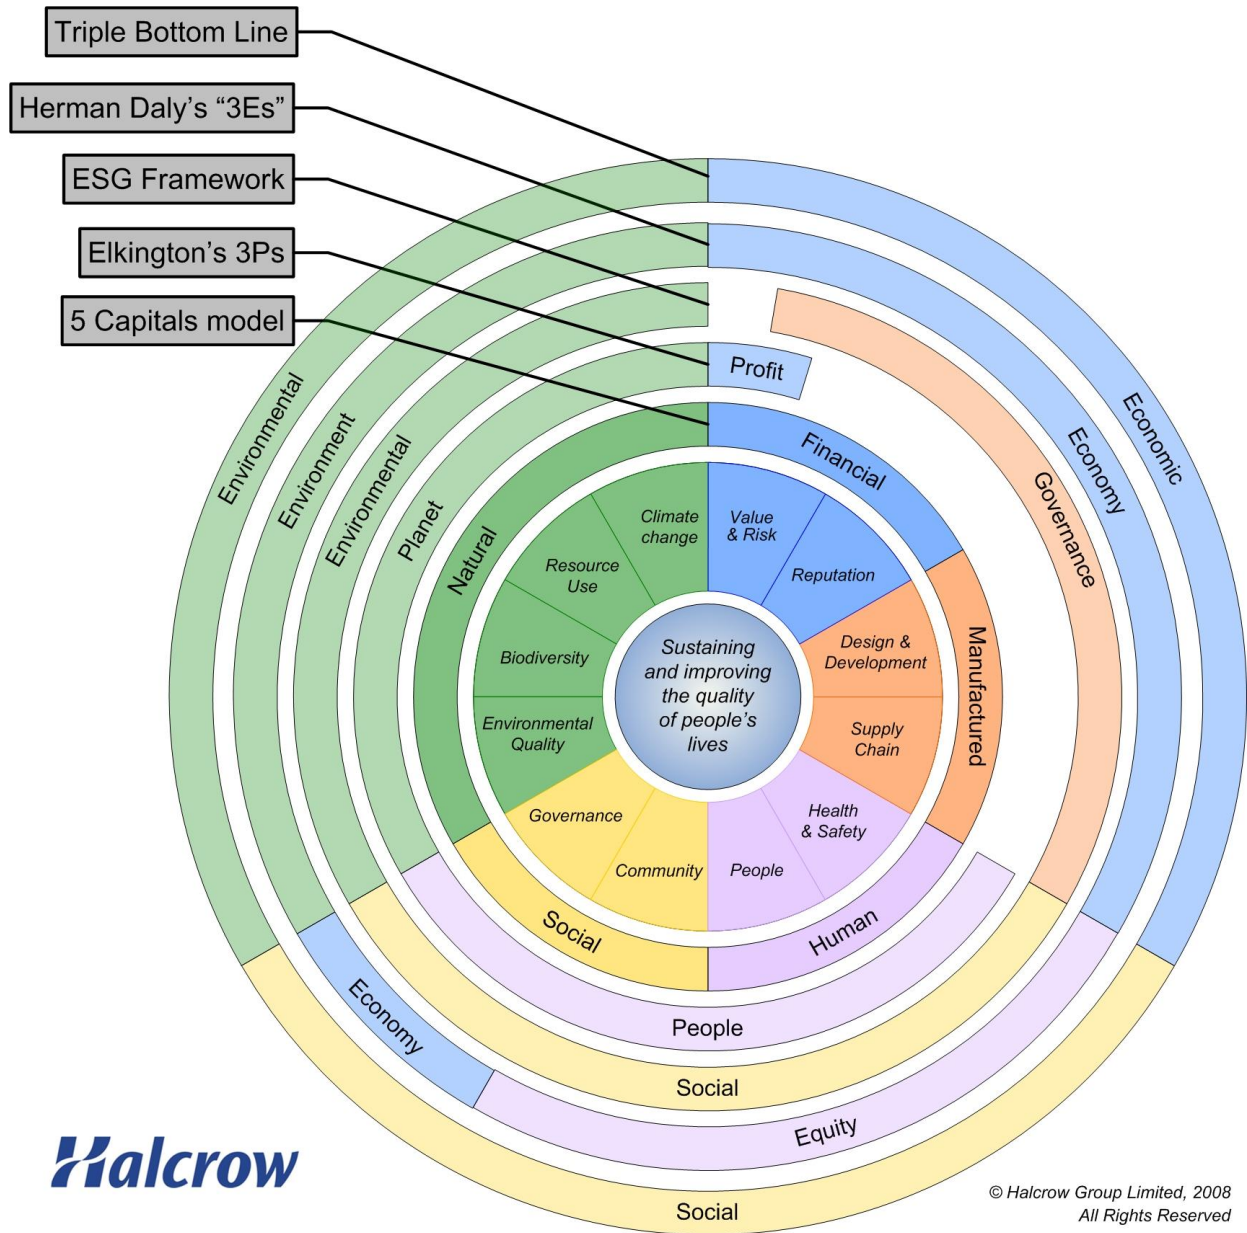 Triple Bottom Line
Herman Daly's “3Es”
ESG Framework
Elkington's 3Ps
5 Capitals model
Environmental
Environment
Environmental
Planet
Natural
Profit
Financial
Economic
Economy
Governance
Manufactured
Climate
change
Value
& Risk
Resource
Use
Reputation
Biodiversity
Design &
Development
Environmental
Quality
Supply
Chain
Sustaining
and improving
the quality
of people's
lives
Governance
Health
& Safety
Community
People
Social
Human
Economy
People
Social
Equity
Social
Halcrow
© Halcrow Group Limited, 2008
All Rights Reserved